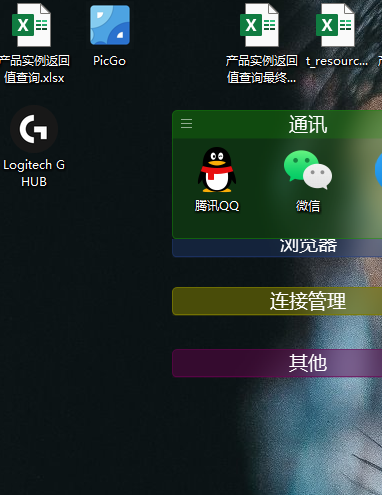 产品实例返回
值查询.xlsx
PicGo
产品实例返回
值查询最终...
t_resourc...
Logitech G
HUB
通讯
腾讯QQ
微信
浏览器
连接管理
其他